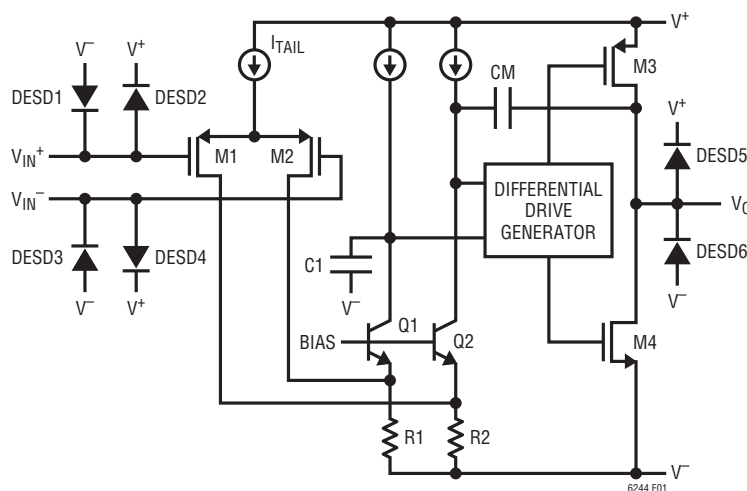 V+
ITAIL
V− V+
CM
M3
DESD1 DESD2
V+
VIN+
M1 M2
DESD5
VIN−
DIFFERENTIAL
DRIVE
GENERATOR
VO
DESD3 DESD4
C1
DESD6
V− V+
V−
V−
Q1
BIAS
Q2
M4
R1 R2
V−
6244 F01